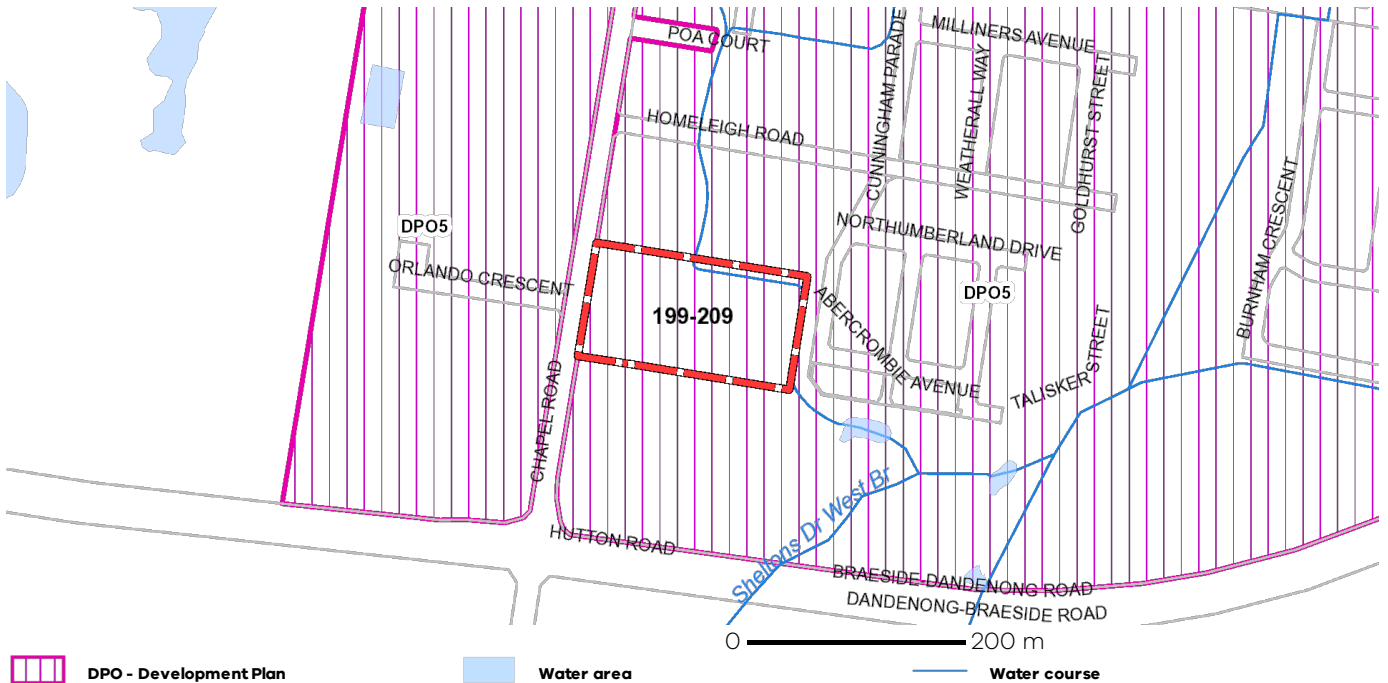 MILLINERS AVENUE
POA COURT
CUNNINGHAM PARADE
WEATHERALL WAY
GOLDHURST STREET
HOMELEIGH ROAD
BURNHAM CRESCENT
DPO5
NORTHUMBERLAND DRIVE
ORLANDO CRESCENT
DPO5
199-209
ABERCROMBIE AVENUE
TALISKER STREET
CHAPEL ROAD
Sheltons Dr West Br
HUTTON ROAD
BRAESIDE-DANDENONG ROAD
DANDENONG-BRAESIDE ROAD
0 200 m
DPO - Development Plan Water area Water course